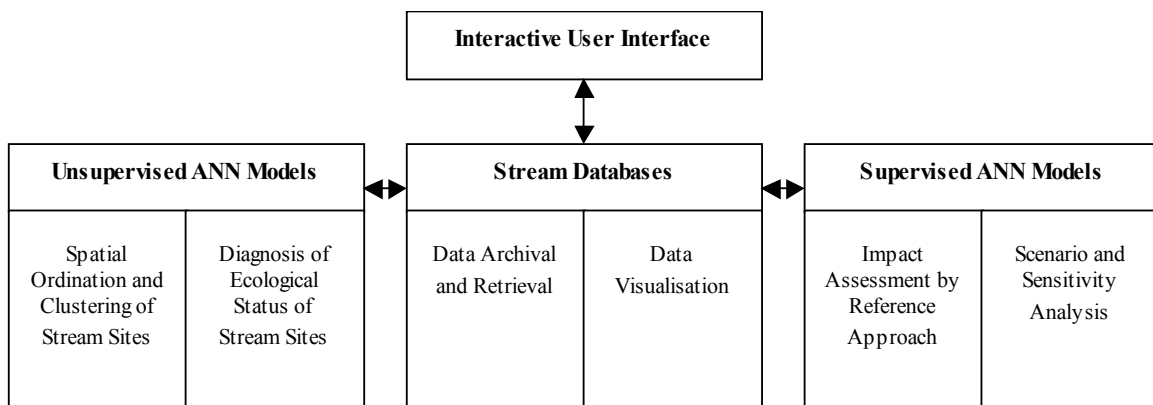 Interactive User Interface
Unsupervised ANN Models
Stream Databases
Supervised ANN Models
Spatial
Ordination and
Clustering of
Stream Sites
Diagnosis of
Ecological
Status of
Stream Sites
Data Archival
and Retrieval
Data
Visualisation
Impact
Assessment by
Reference
Approach
Scenario and
Sensitivity
Analysis